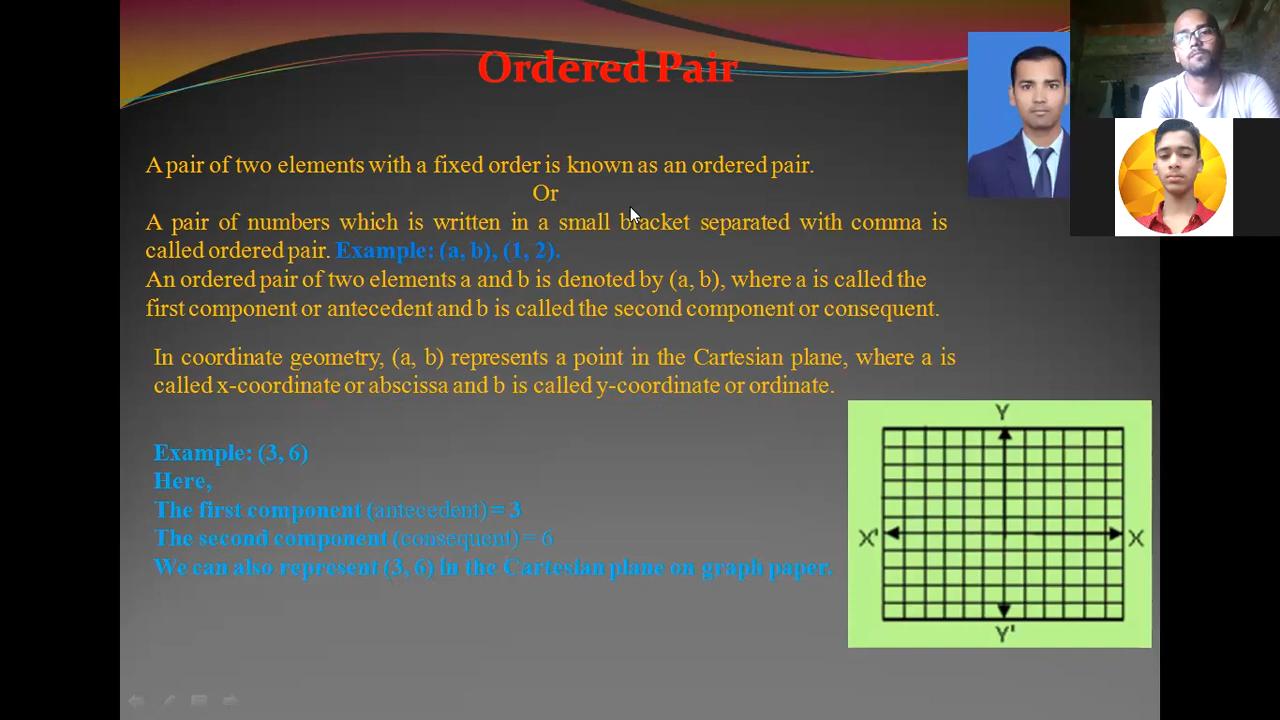 Ordered Pair
A pair of two elements with a fixed order is known as an ordered pair.
Or
A pair of numbers which is written in a small bracket separated with comma is
called ordered pair. Example: (a, b), (1, 2).
An ordered pair of two elements a and b is denoted by (a, b), where a is called the
first component or antecedent and b is called the second component or consequent.
In coordinate geometry, (a, b) represents a point in the Cartesian plane, where a is
called x-coordinate or abscissa and b is called y-coordinate or ordinate.
Example: (3, 6)
Here,
The first component (antecedent) = 3
The second component (consequent) = 6
We can also represent (3, 6) in the Cartesian plane on graph paper.
Y
X'
X
Y'